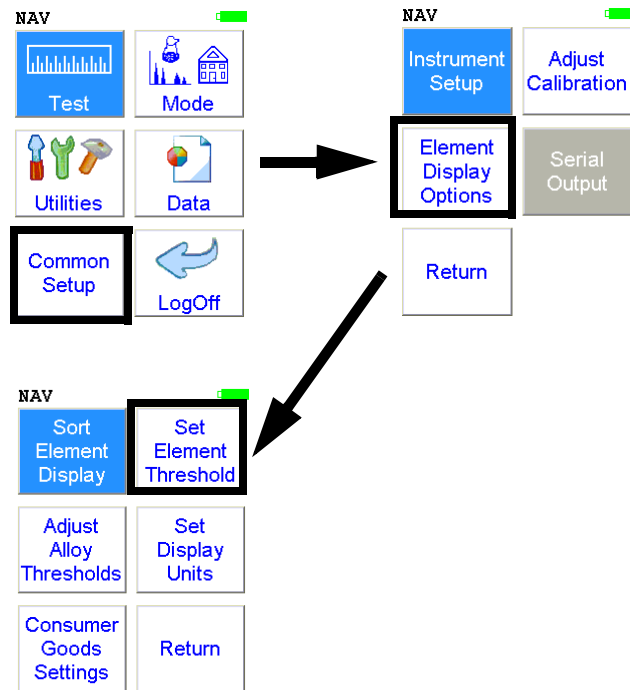 NAV
Test
Mode
Utilities
Data
Common
Setup
LogOff
NAV
Instrument
Setup
Adjust
Calibration
Element
Display
Options
Serial
Output
Return
NAV
Sort
Element
Display
Set
Element
Threshold
Adjust
Alloy
Thresholds
Set
Display
Units
Consumer
Goods
Settings
Return